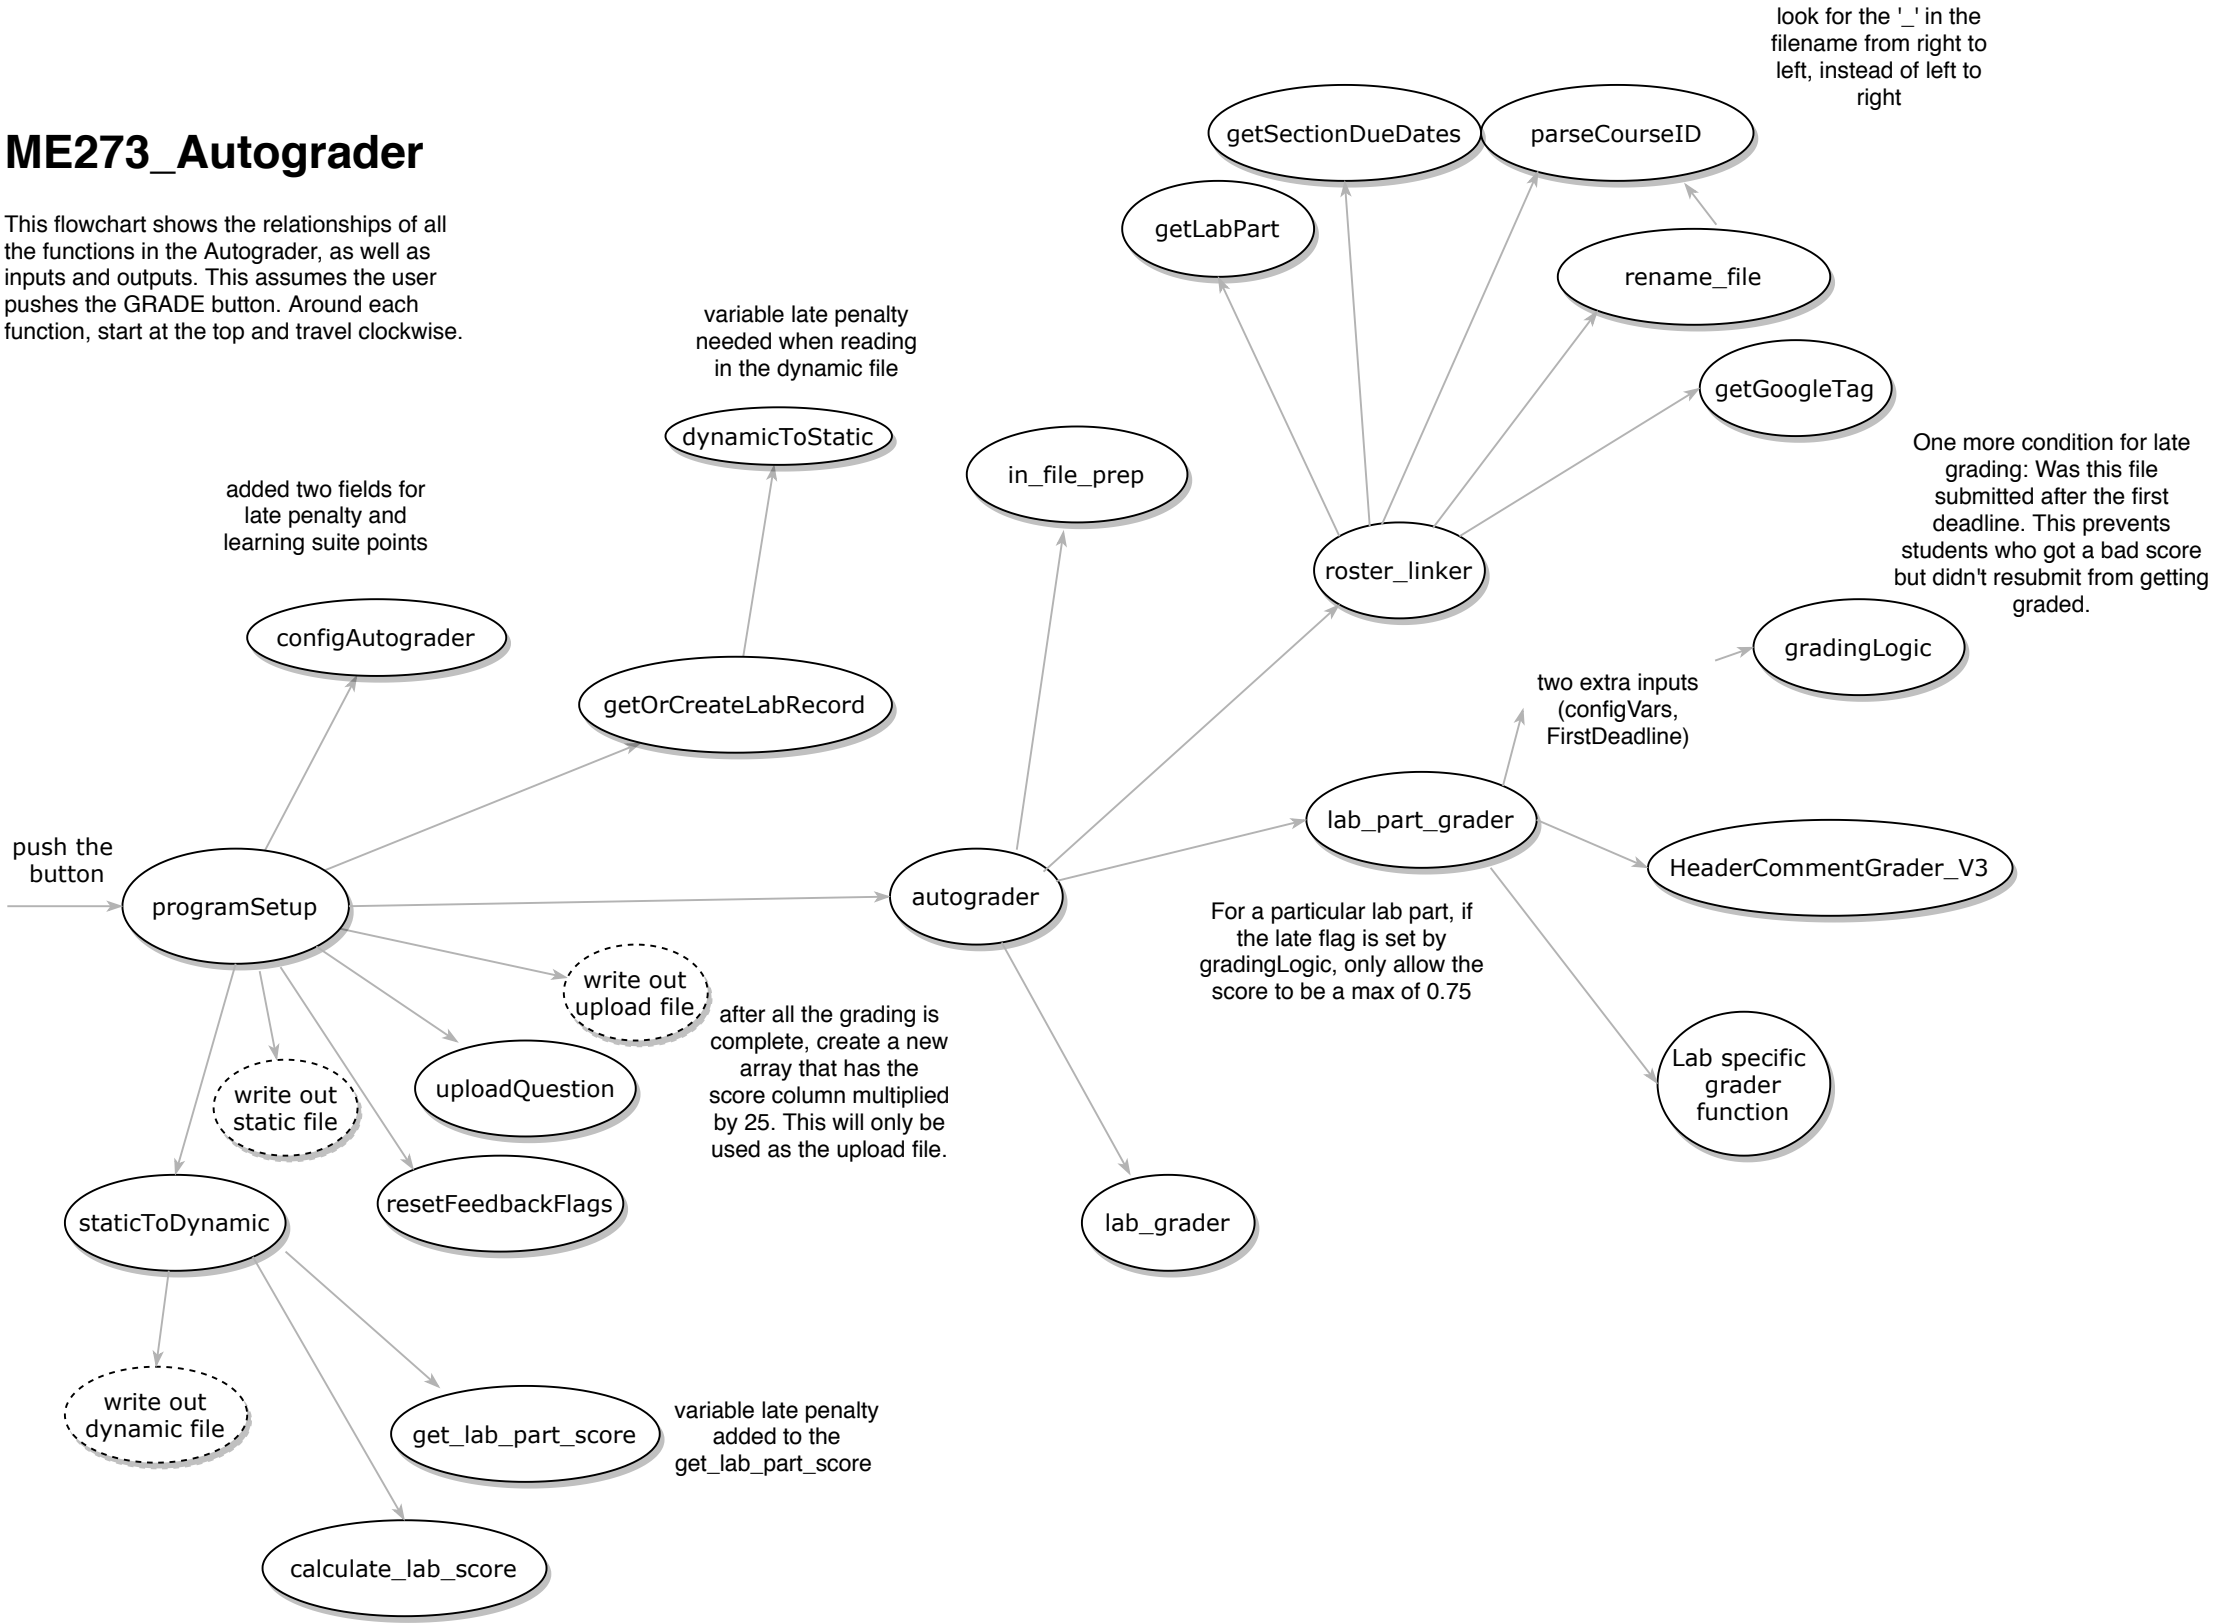 look for the '_' in the
filename from right to
left, instead of left to
right
getSectionDueDates
parseCourseID
ME273_Autograder
This flowchart shows the relationships of all
the functions in the Autograder, as well as
inputs and outputs. This assumes the user
pushes the GRADE button. Around each
function, start at the top and travel clockwise.
getLabPart
rename_file
variable late penalty
needed when reading
in the dynamic file
getGoogleTag
dynamicToStatic
in_file_prep
One more condition for late
grading: Was this file
submitted after the first
deadline. This prevents
students who got a bad score
but didn't resubmit from getting
graded.
added two fields for
late penalty and
learning suite points
roster_linker
configAutograder
gradingLogic
getOrCreateLabRecord
two extra inputs
(configVars,
FirstDeadline)
lab_part_grader
HeaderCommentGrader_V3
push the
button
programSetup
autograder
For a particular lab part, if
the late flag is set by
gradingLogic, only allow the
score to be a max of 0.75
write out
upload file
after all the grading is
complete, create a new
array that has the
score column multiplied
by 25. This will only be
used as the upload file.
Lab specific
grader
function
uploadQuestion
write out
static file
resetFeedbackFlags
staticToDynamic
lab_grader
write out
dynamic file
get_lab_part_score
variable late penalty
added to the
get_lab_part_score
calculate_lab_score